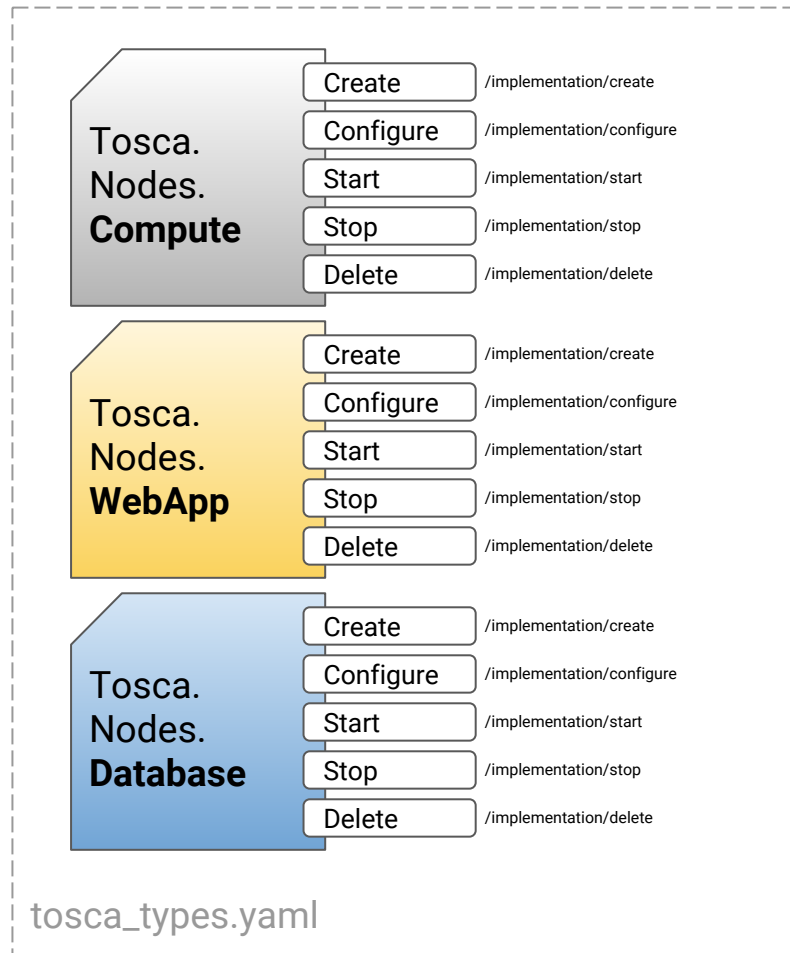 Tosca.
Nodes.
Compute
Create /implementation/create
Configure /implementation/configure
Start /implementation/start
Stop /implementation/stop
Delete /implementation/delete
Tosca.
Nodes.
WebApp
Create /implementation/create
Configure /implementation/configure
Start /implementation/start
Stop /implementation/stop
Delete /implementation/delete
Tosca.
Nodes.
Database
Create /implementation/create
Configure /implementation/configure
Start /implementation/start
Stop /implementation/stop
Delete /implementation/delete
tosca_types.yaml